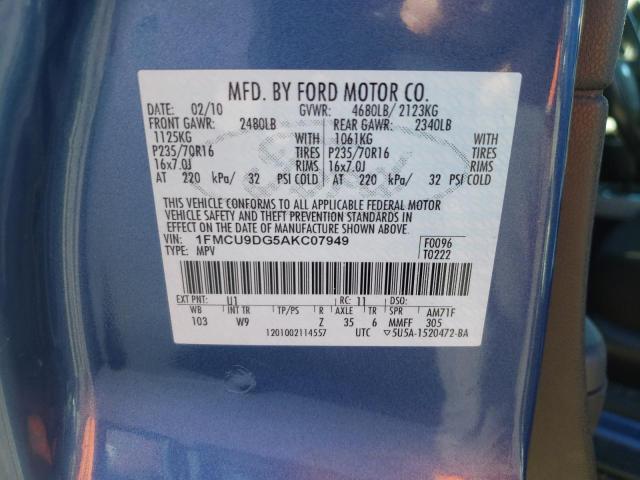 MFD. BY FORD MOTOR CO.
DATE: 02/10 GVWR: 4680LB/ 2123KG
FRONT GAWR: 2480LB REAR GAWR: 2340LB
1125KG WITH 1061KG WITH
P235/70R16 TIRES P235/70R16 TIRES
16x7.0J RIMS 16x7.0J RIMS
AT 220 kPa/ 32 PSI COLD AT 220 kPa/ 32 PSI COLD
THIS VEHICLE CONFORMS TO ALL APPLICABLE FEDERAL MOTOR
VEHICLE SAFETY AND THEFT PREVENTION STANDARDS IN
EFFECT ON THE DATE OF MANUFACTURE SHOWN ABOVE.
VIN: 1FMCU9DG5AKC07949 F0096
TYPE: MPV T0222
EXT PNT: U1 RC: 11 DSO:
WB INT TR TP/PS R AXLE TR SPR AM71F
103 W9 Z 35 6 MMFF 305
1201002114557 UTC ▽5U5A-1520472-BA